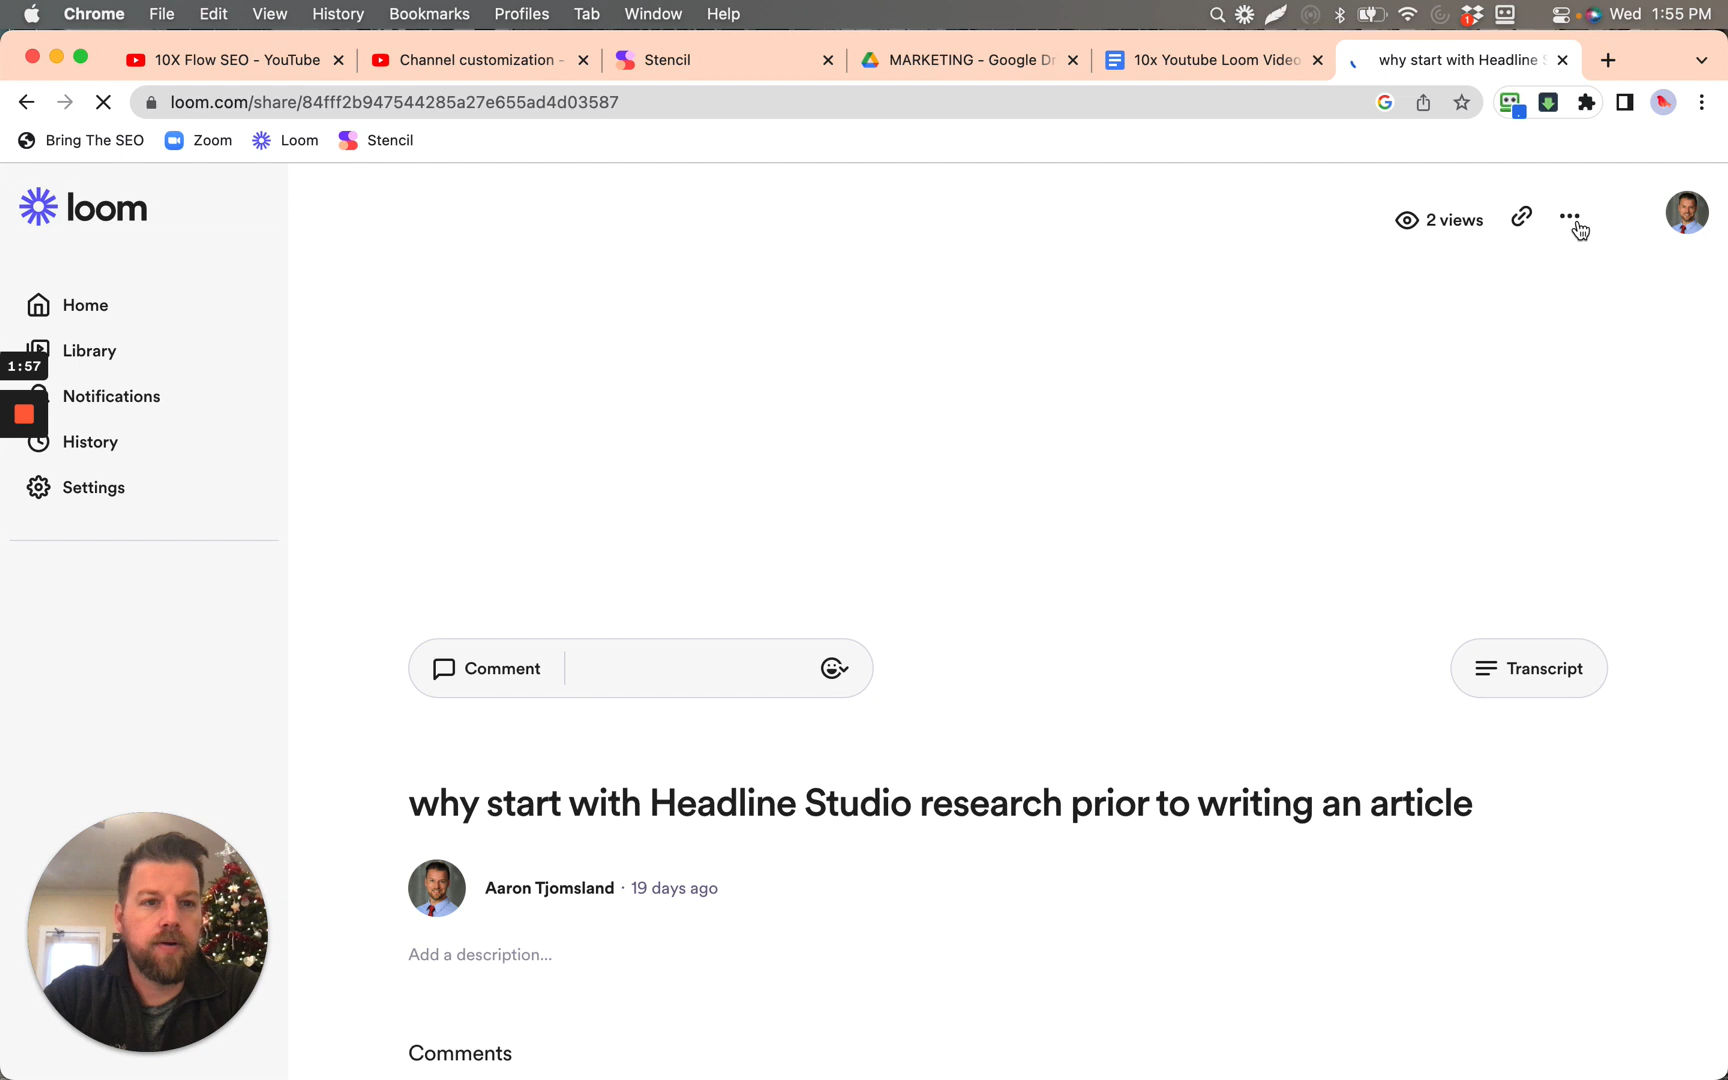 Chrome File Edit View History Bookmarks Profiles Tab Window Help
1
Wed 1:55 PM
10X Flow SEO - YouTube
Channel customization -
Stencil
MARKETING - Google Dr
10x Youtube Loom Video
why start with Headline S
loom.com/share/84fff2b947544285a27e655ad4d03587
Bring The SEO
Zoom
Loom
Stencil
loom
2 views
Home
Library
1:57
Notifications
History
Settings
Comment
Transcript
why start with Headline Studio research prior to writing an article
Aaron Tjomsland · 19 days ago
Add a description...
Comments